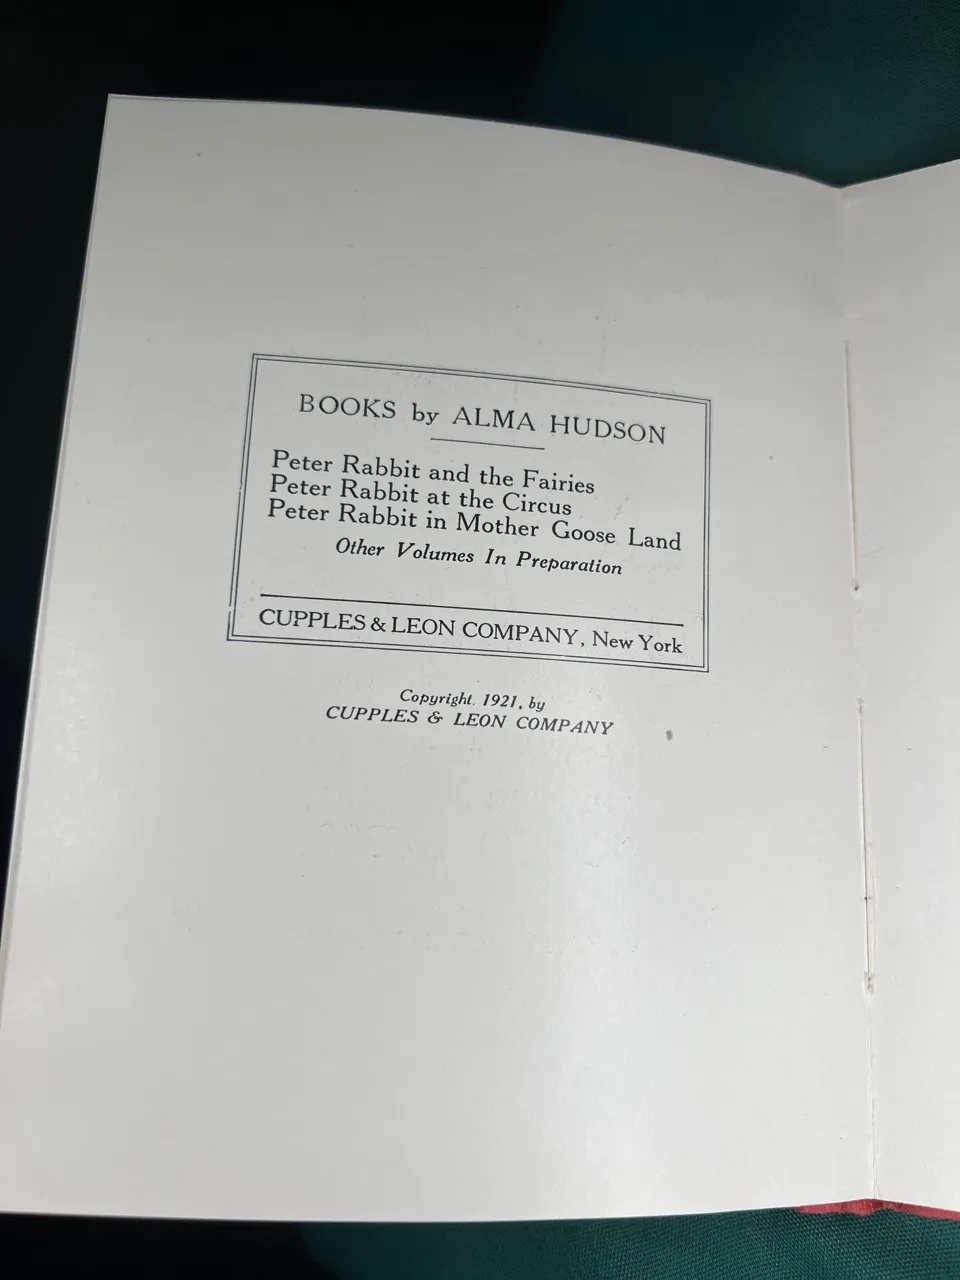 BOOKS by ALMA HUDSON
Peter Rabbit and the Fairies
Peter Rabbit at the Circus
Peter Rabbit in Mother Goose Land
Other Volumes In Preparation
CUPPLES & LEON COMPANY, New York
Copyright. 1921, by
CUPPLES & LEON COMPANY